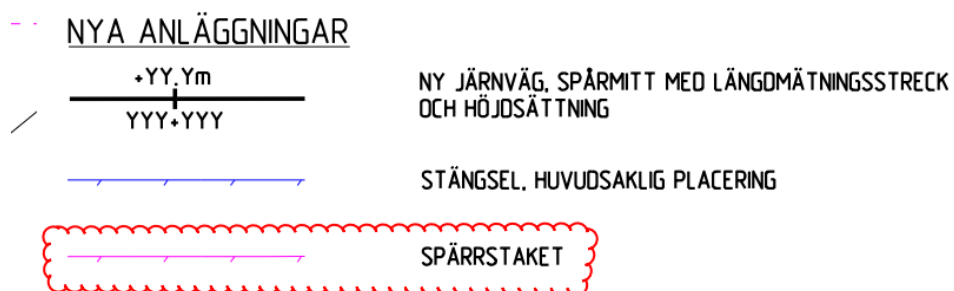 NYA ANLÄGGNINGAR
+YY.Ym
YYY+YYY
NY JÄRNVÄG, SPÅRMITT MED LÄNGDMÄTNINGSSTRECK
OCH HÖJDSÄTTNING
STÄNGSEL, HUVUDSAKLIG PLACERING
SPÄRRSTAKET